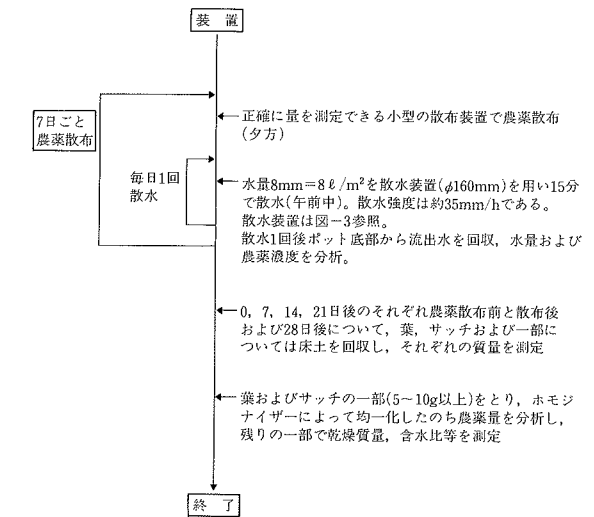 装　置
7日ごと
農薬散布
正確に量を測定できる小型の散布装置で農薬散布
(夕方)
毎日1回
散水
水量8mm＝8ℓ/m²を散水装置(φ160mm)を用い15分
で散水(午前中)。散水強度は約35mm/hである。
散水装置は図－3参照。
散水1回後ポット底部から流出水を回収，水量および
農薬濃度を分析。
0，7，14，21日後のそれぞれ農薬散布前と散布後
および28日後について，葉，サッチおよび一部に
ついては床土を回収し，それぞれの質量を測定
葉およびサッチの一部(5～10g以上)をとり，ホモジ
ナイザーによって均一化したのち農薬量を分析し，
残りの一部で乾燥質量，含水比等を測定
終　了